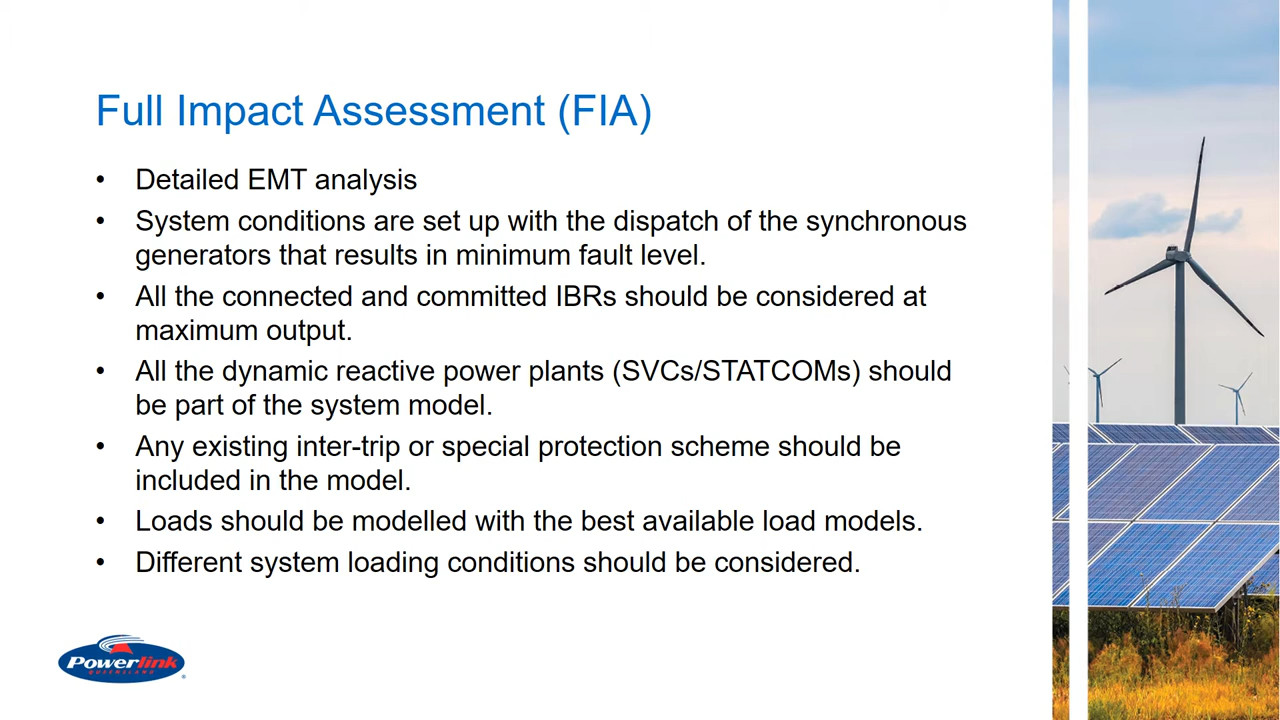 Full Impact Assessment (FIA)
• Detailed EMT analysis
• System conditions are set up with the dispatch of the synchronous
generators that results in minimum fault level.
• All the connected and committed IBRs should be considered at
maximum output.
• All the dynamic reactive power plants (SVCs/STATCOMs) should
be part of the system model.
• Any existing inter-trip or special protection scheme should be
included in the model.
• Loads should be modelled with the best available load models.
• Different system loading conditions should be considered.
Powerlink
QUEENSLAND